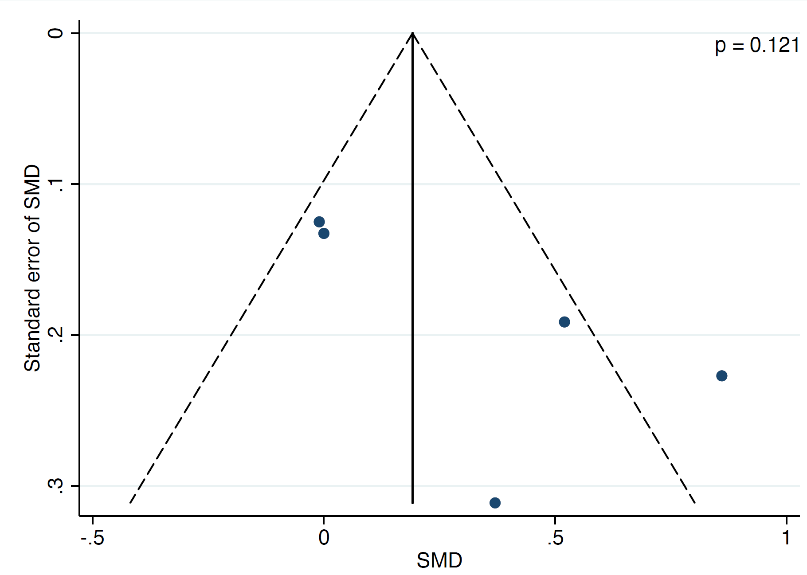 p = 0.121
Standard error of SMD
0
.1
.2
.3
-.5
0
.5
1
SMD